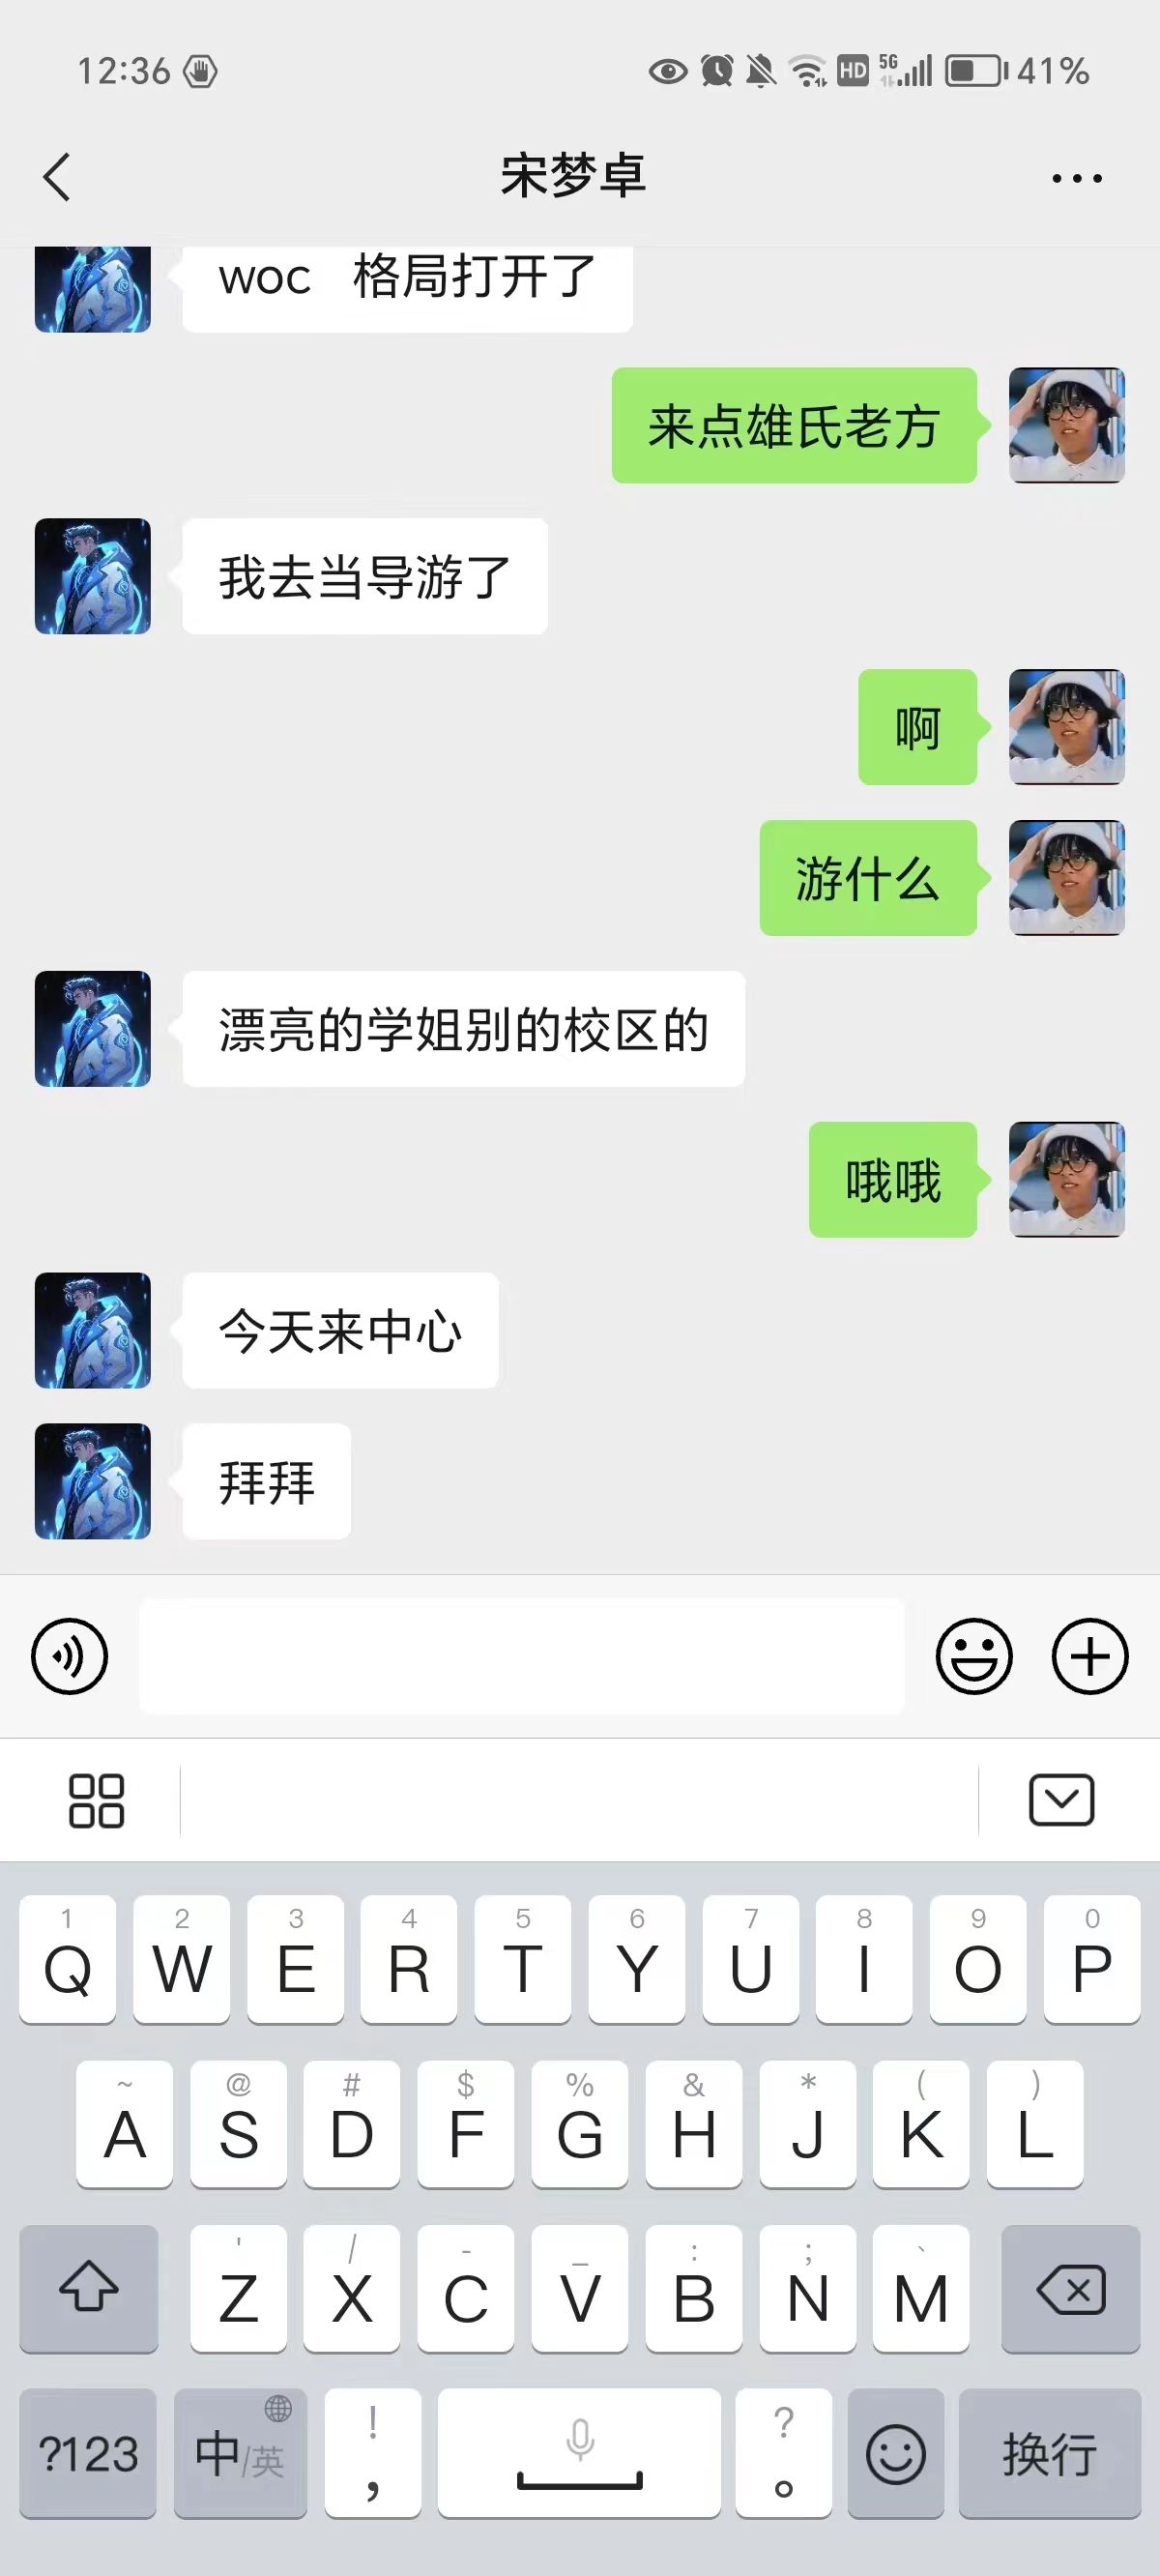 12:36 HD 5G 41%
宋梦卓
woc 格局打开了
来点雄氏老方
我去当导游了
啊
游什么
漂亮的学姐别的校区的
哦哦
今天来中心
拜拜
1 2 3 4 5 6 7 8 9 0
Q W E R T Y U I O P
~ @ # $ % & * ( )
A S D F G H J K L
' / - _ : ; 、
Z X C V B N M
! ?
?123 中/英 , 。 换行